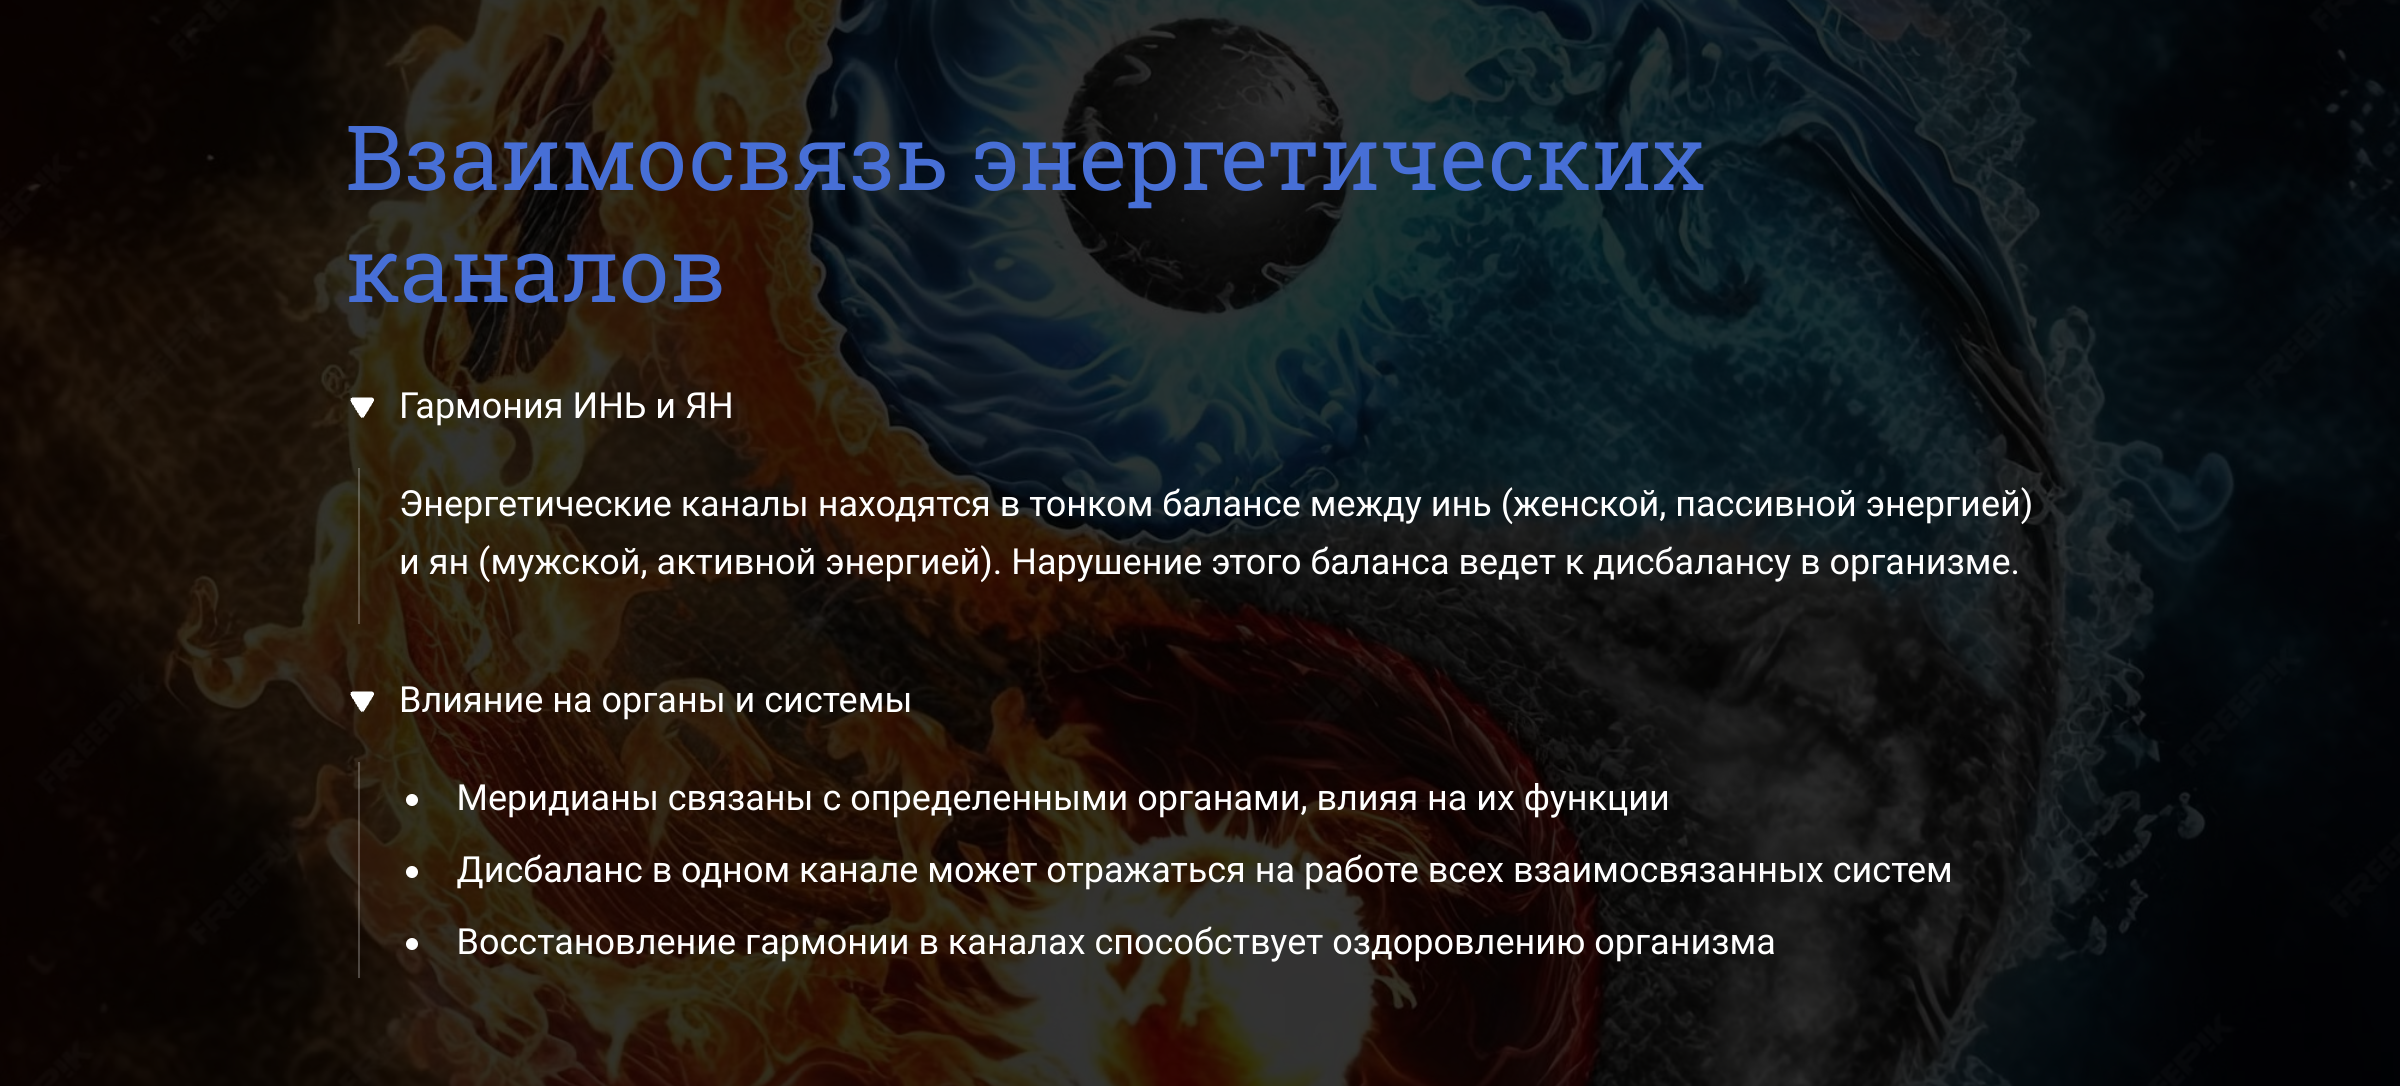 Взаимосвязь энергетических
каналов
Гармония ИНЬ и ЯН
Энергетические каналы находятся в тонком балансе между инь (женской, пассивной энергией)
и ян (мужской, активной энергией). Нарушение этого баланса ведет к дисбалансу в организме.
Влияние на органы и системы
Меридианы связаны с определенными органами, влияя на их функции
Дисбаланс в одном канале может отражаться на работе всех взаимосвязанных систем
Восстановление гармонии в каналах способствует оздоровлению организма